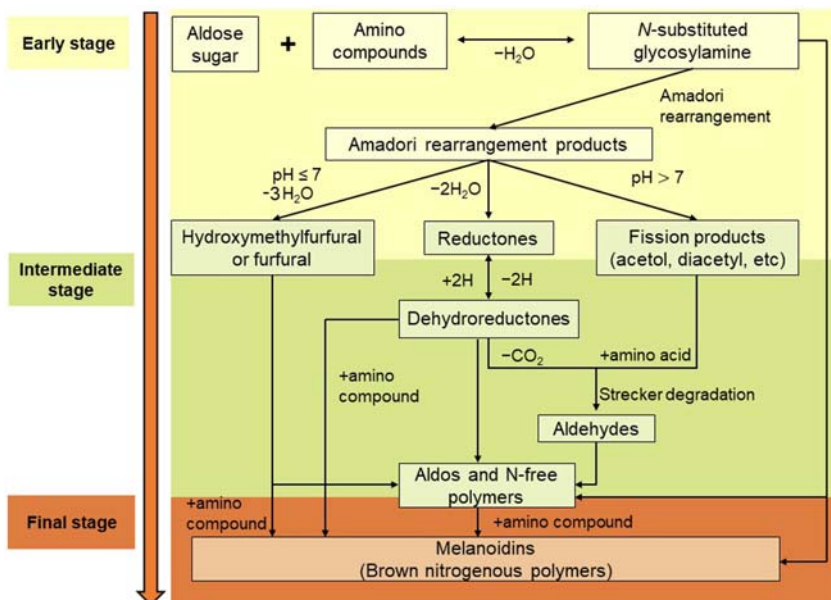 Early stage
Aldose
sugar
+
Amino
compounds
−H₂O
N-substituted
glycosylamine
Amadori
rearrangement
Amadori rearrangement products
pH ≤ 7
-3H₂O
−2H₂O
pH > 7
Hydroxymethylfurfural
or furfural
Reductones
Fission products
(acetol, diacetyl, etc)
Intermediate
stage
+2H
−2H
Dehydroreductones
−CO₂
+amino acid
+amino
compound
Strecker degradation
Aldehydes
Aldos and N-free
polymers
Final stage
+amino
compound
+amino compound
Melanoidins
(Brown nitrogenous polymers)